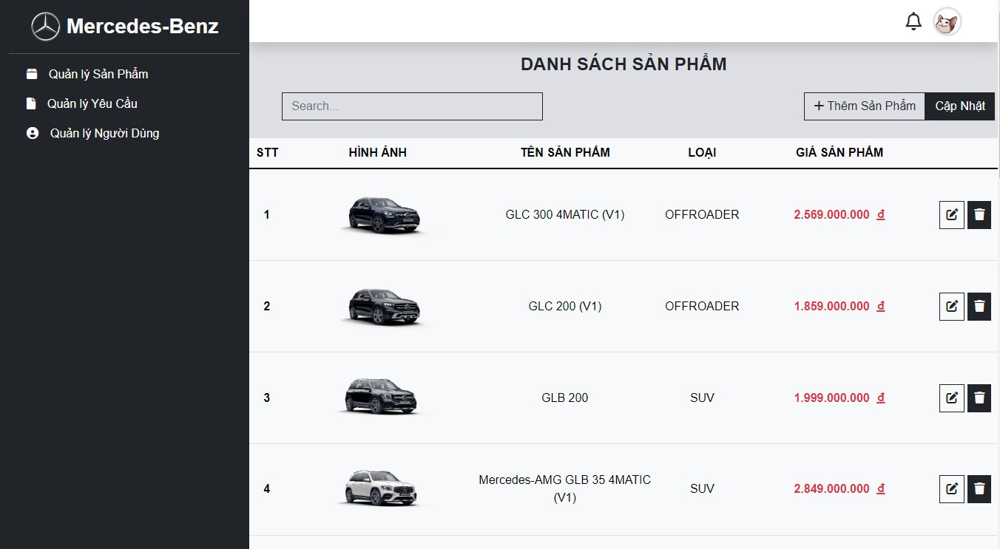 Mercedes-Benz
Quản lý Sản Phẩm
Quản lý Yêu Cầu
Quản lý Người Dùng
DANH SÁCH SẢN PHẨM
Search...
Thêm Sản Phẩm
Cập Nhật
STT HÌNH ẢNH TÊN SẢN PHẨM LOẠI GIÁ SẢN PHẨM
1 GLC 300 4MATIC (V1) OFFROADER 2.569.000.000 đ
2 GLC 200 (V1) OFFROADER 1.859.000.000 đ
3 GLB 200 SUV 1.999.000.000 đ
4 Mercedes-AMG GLB 35 4MATIC
(V1) SUV 2.849.000.000 đ